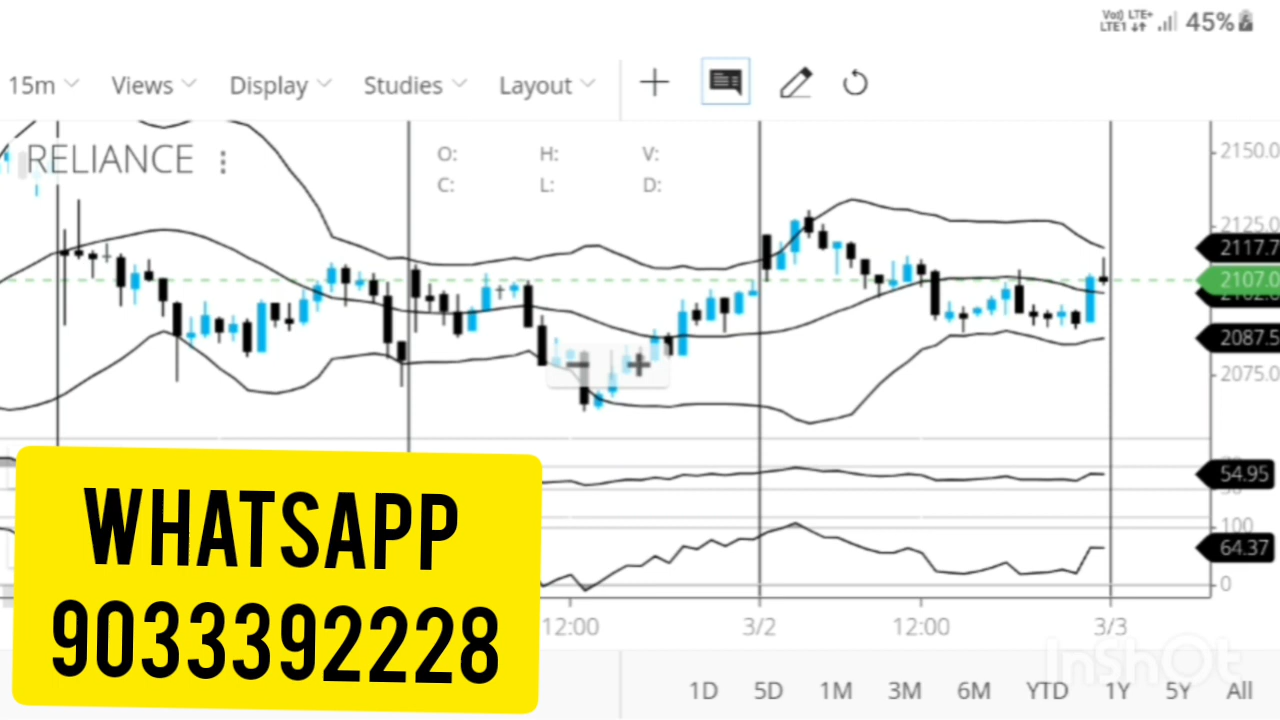 Vo) LTE+
LTE1 45%
15m Views Display Studies Layout
RELIANCE
O: H: V:
C: L: D:
2150.0
2125.0
2117.7
2107.0
2087.5
2075.0
54.95
100
64.37
0
12:00 3/2 12:00 3/3
WHATSAPP
9033392228
InShOt
1D 5D 1M 3M 6M YTD 1Y 5Y All